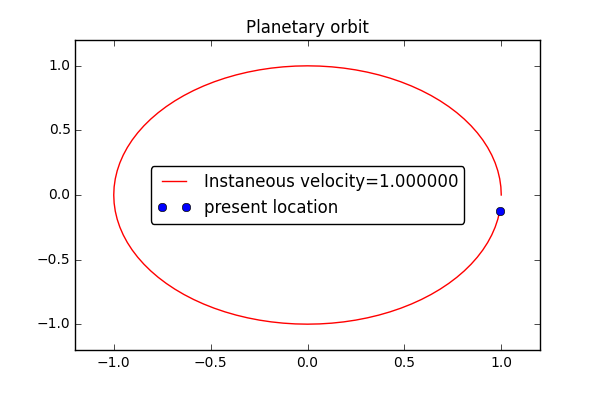 Planetary orbit
1.0
0.5
0.0
−0.5
−1.0
Instaneous velocity=1.000000
present location
−1.0 −0.5 0.0 0.5 1.0